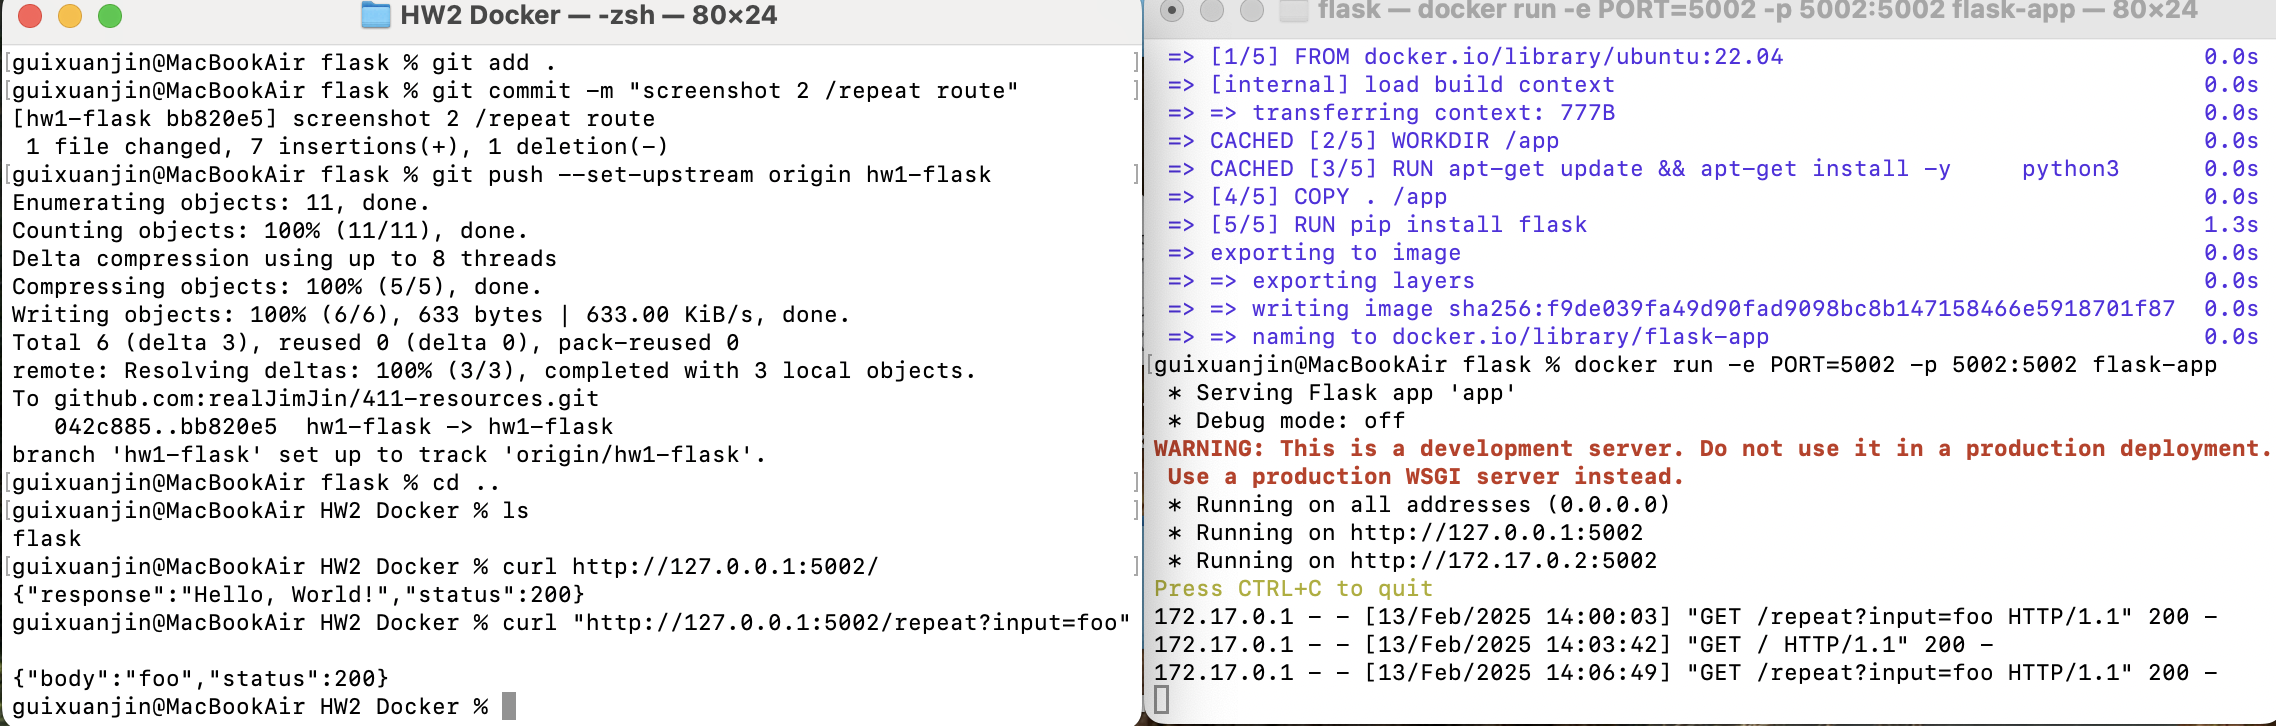 HW2 Docker — -zsh — 80×24
[guixuanjin@MacBookAir flask % git add . ]
[guixuanjin@MacBookAir flask % git commit -m "screenshot 2 /repeat route" ]
[hw1-flask bb820e5] screenshot 2 /repeat route
 1 file changed, 7 insertions(+), 1 deletion(-)
[guixuanjin@MacBookAir flask % git push --set-upstream origin hw1-flask ]
Enumerating objects: 11, done.
Counting objects: 100% (11/11), done.
Delta compression using up to 8 threads
Compressing objects: 100% (5/5), done.
Writing objects: 100% (6/6), 633 bytes | 633.00 KiB/s, done.
Total 6 (delta 3), reused 0 (delta 0), pack-reused 0
remote: Resolving deltas: 100% (3/3), completed with 3 local objects.
To github.com:realJimJin/411-resources.git
   042c885..bb820e5  hw1-flask -> hw1-flask
branch 'hw1-flask' set up to track 'origin/hw1-flask'.
[guixuanjin@MacBookAir flask % cd .. ]
[guixuanjin@MacBookAir HW2 Docker % ls ]
flask
[guixuanjin@MacBookAir HW2 Docker % curl http://127.0.0.1:5002/ ]
{"response":"Hello, World!","status":200}
guixuanjin@MacBookAir HW2 Docker % curl "http://127.0.0.1:5002/repeat?input=foo"
{"body":"foo","status":200}
guixuanjin@MacBookAir HW2 Docker %
flask — docker run -e PORT=5002 -p 5002:5002 flask-app — 80×24
 => [1/5] FROM docker.io/library/ubuntu:22.04 0.0s
 => [internal] load build context 0.0s
 => => transferring context: 777B 0.0s
 => CACHED [2/5] WORKDIR /app 0.0s
 => CACHED [3/5] RUN apt-get update && apt-get install -y     python3 0.0s
 => [4/5] COPY . /app 0.0s
 => [5/5] RUN pip install flask 1.3s
 => exporting to image 0.0s
 => => exporting layers 0.0s
 => => writing image sha256:f9de039fa49d90fad9098bc8b147158466e5918701f87 0.0s
 => => naming to docker.io/library/flask-app 0.0s
[guixuanjin@MacBookAir flask % docker run -e PORT=5002 -p 5002:5002 flask-app
 * Serving Flask app 'app'
 * Debug mode: off
WARNING: This is a development server. Do not use it in a production deployment.
 Use a production WSGI server instead.
 * Running on all addresses (0.0.0.0)
 * Running on http://127.0.0.1:5002
 * Running on http://172.17.0.2:5002
Press CTRL+C to quit
172.17.0.1 - - [13/Feb/2025 14:00:03] "GET /repeat?input=foo HTTP/1.1" 200 -
172.17.0.1 - - [13/Feb/2025 14:03:42] "GET / HTTP/1.1" 200 -
172.17.0.1 - - [13/Feb/2025 14:06:49] "GET /repeat?input=foo HTTP/1.1" 200 -